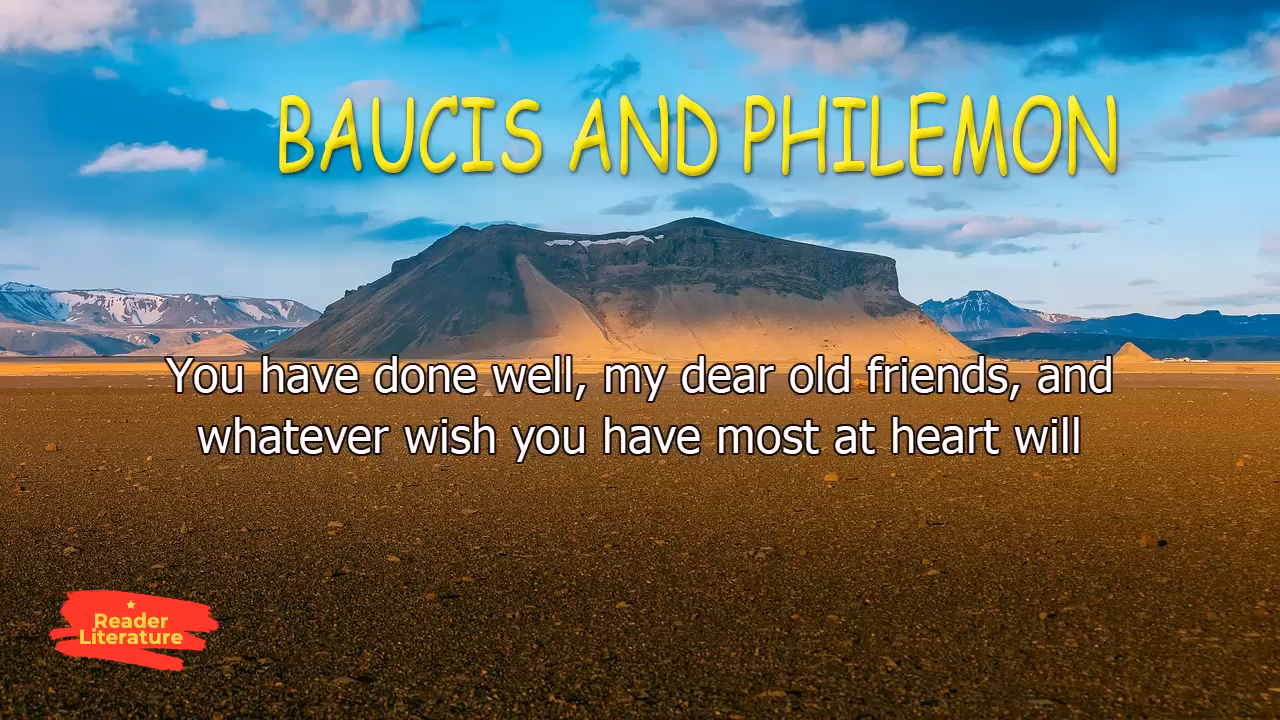 BAUCIS AND PHILEMON
You have done well, my dear old friends, and
whatever wish you have most at heart will
Reader
Literature